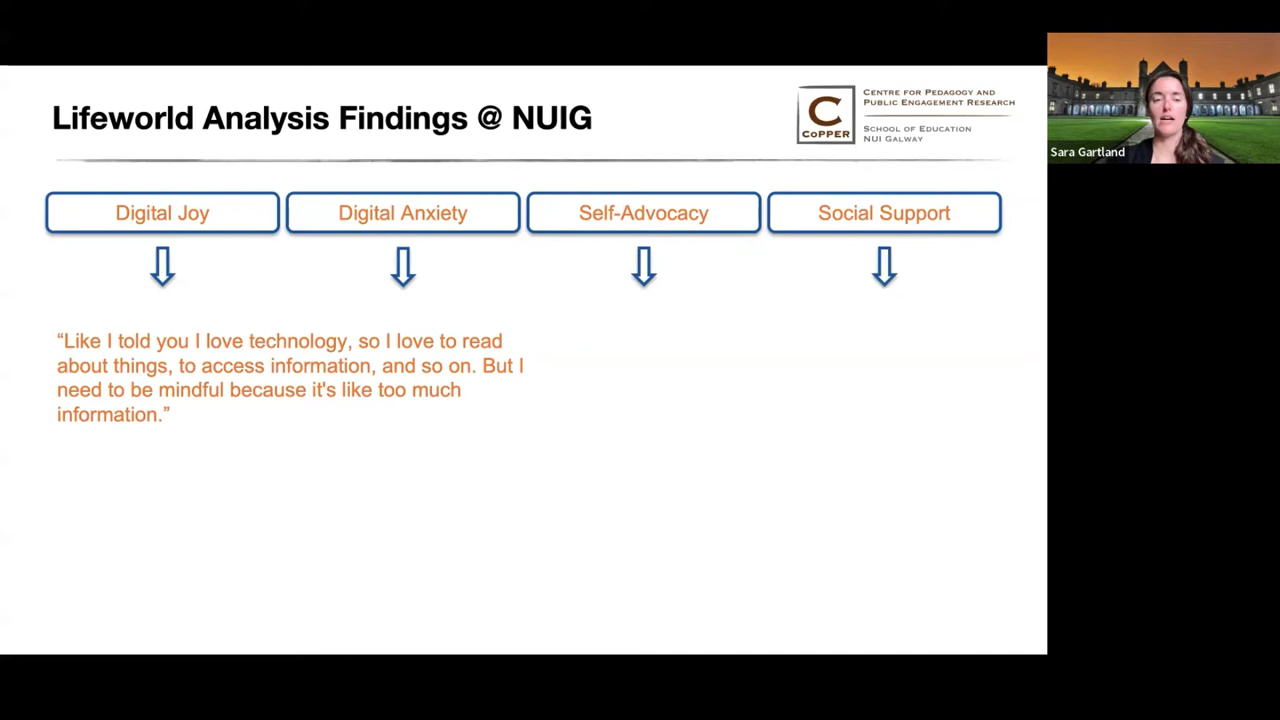 Lifeworld Analysis Findings @ NUIG
C
CoPPER
CENTRE FOR PEDAGOGY AND
PUBLIC ENGAGEMENT RESEARCH
SCHOOL OF EDUCATION
NUI GALWAY
Sara Gartland
Digital Joy
Digital Anxiety
Self-Advocacy
Social Support
“Like I told you I love technology, so I love to read
about things, to access information, and so on. But I
need to be mindful because it's like too much
information.”